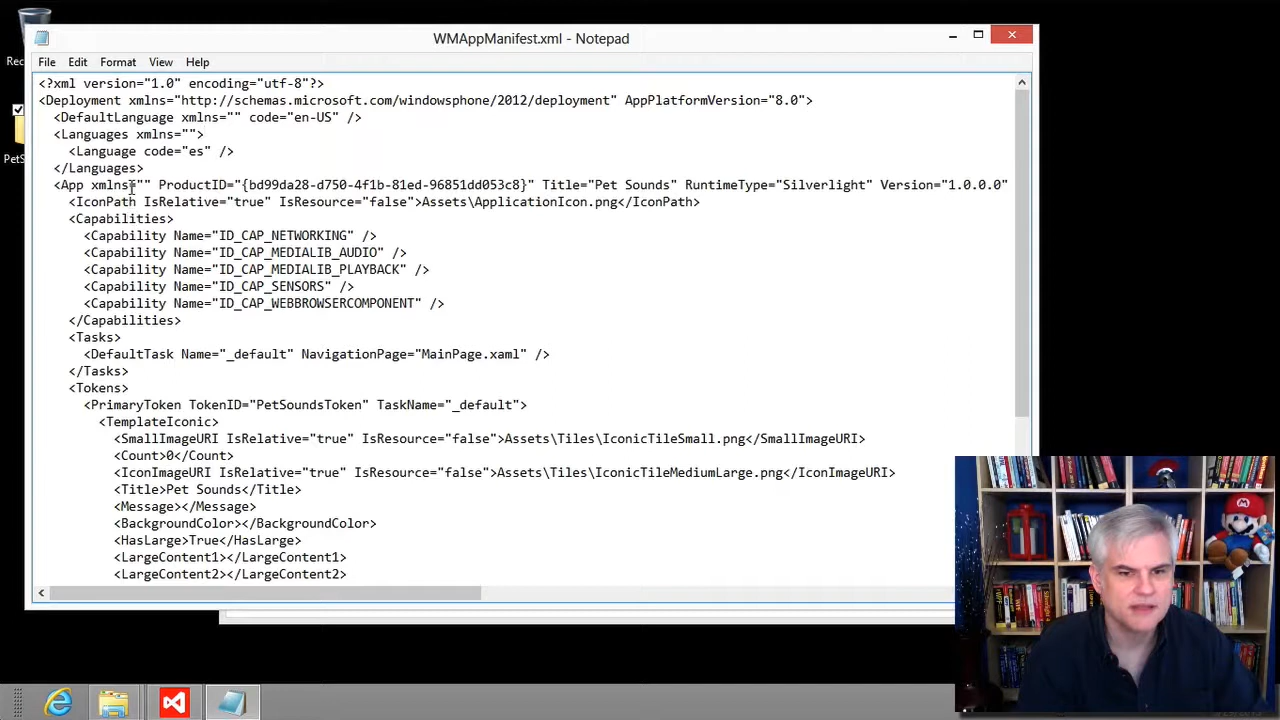 Rec
PetS
WMAppManifest.xml - Notepad
File Edit Format View Help
<?xml version="1.0" encoding="utf-8"?>
<Deployment xmlns="http://schemas.microsoft.com/windowsphone/2012/deployment" AppPlatformVersion="8.0">
<DefaultLanguage xmlns="" code="en-US" />
<Languages xmlns="">
<Language code="es" />
</Languages>
<App xmlns="" ProductID="{bd99da28-d750-4f1b-81ed-96851dd053c8}" Title="Pet Sounds" RuntimeType="Silverlight" Version="1.0.0.0"
<IconPath IsRelative="true" IsResource="false">Assets\ApplicationIcon.png</IconPath>
<Capabilities>
<Capability Name="ID_CAP_NETWORKING" />
<Capability Name="ID_CAP_MEDIALIB_AUDIO" />
<Capability Name="ID_CAP_MEDIALIB_PLAYBACK" />
<Capability Name="ID_CAP_SENSORS" />
<Capability Name="ID_CAP_WEBBROWSERCOMPONENT" />
</Capabilities>
<Tasks>
<DefaultTask Name="_default" NavigationPage="MainPage.xaml" />
</Tasks>
<Tokens>
<PrimaryToken TokenID="PetSoundsToken" TaskName="_default">
<TemplateIconic>
<SmallImageURI IsRelative="true" IsResource="false">Assets\Tiles\IconicTileSmall.png</SmallImageURI>
<Count>0</Count>
<IconImageURI IsRelative="true" IsResource="false">Assets\Tiles\IconicTileMediumLarge.png</IconImageURI>
<Title>Pet Sounds</Title>
<Message></Message>
<BackgroundColor></BackgroundColor>
<HasLarge>True</HasLarge>
<LargeContent1></LargeContent1>
<LargeContent2></LargeContent2>